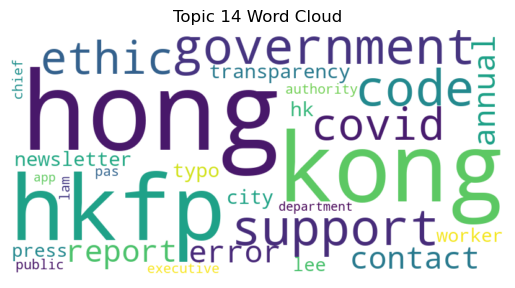 Topic 14 Word Cloud
chief ethic government annual
transparency
authority code
hong hk covid
newsletter kong
app lam pas typo
hkfp city department
support
press report error worker
public executive lee contact